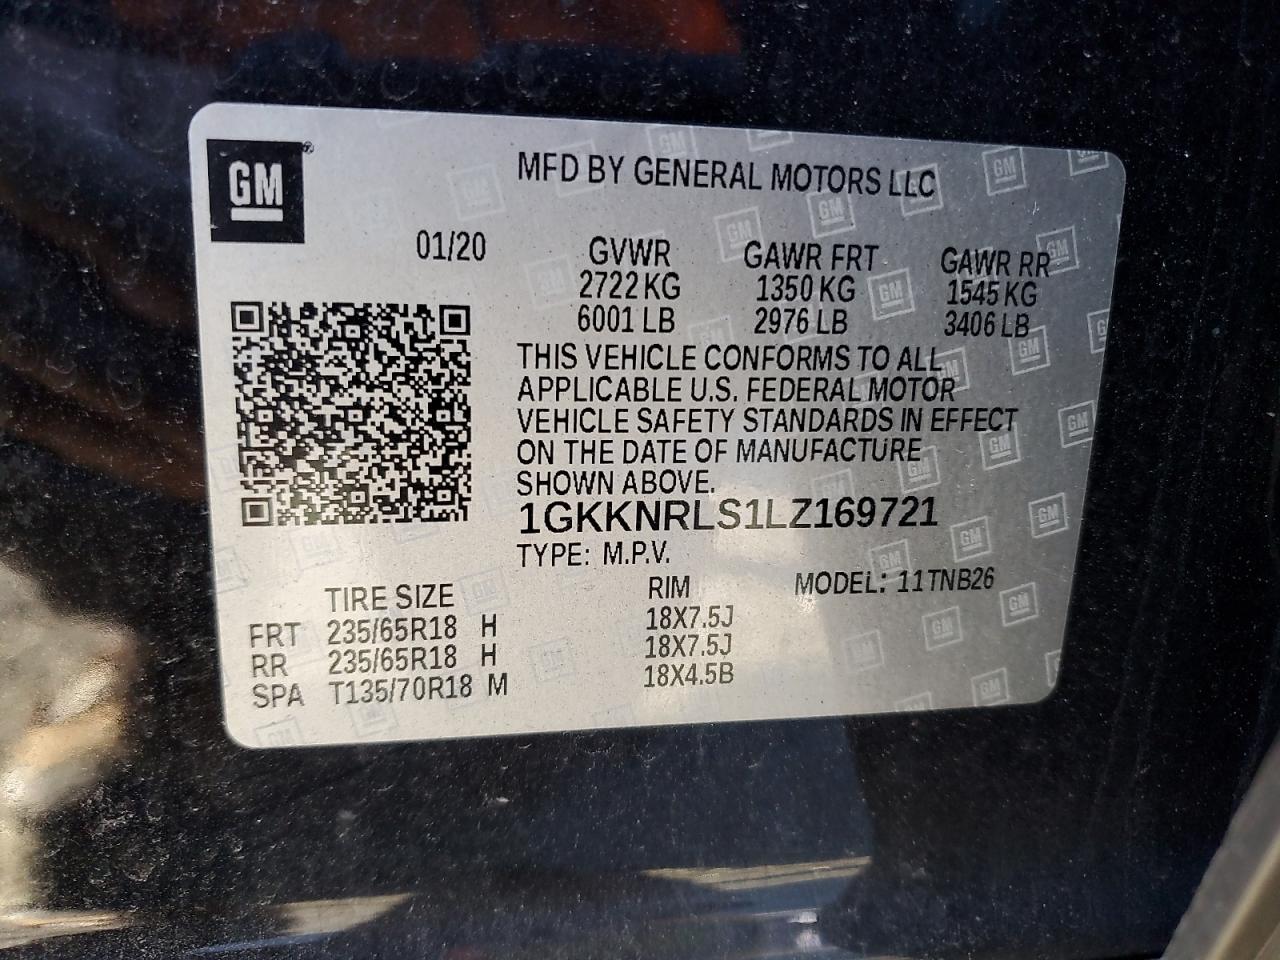 GM
MFD BY GENERAL MOTORS LLC
01/20
GVWR GAWR FRT GAWR RR
2722 KG 1350 KG 1545 KG
6001 LB 2976 LB 3406 LB
THIS VEHICLE CONFORMS TO ALL
APPLICABLE U.S. FEDERAL MOTOR
VEHICLE SAFETY STANDARDS IN EFFECT
ON THE DATE OF MANUFACTURE
SHOWN ABOVE.
1GKKNRLS1LZ169721
TYPE: M.P.V.
TIRE SIZE RIM MODEL: 11TNB26
FRT 235/65R18 H 18X7.5J
RR 235/65R18 H 18X7.5J
SPA T135/70R18 M 18X4.5B